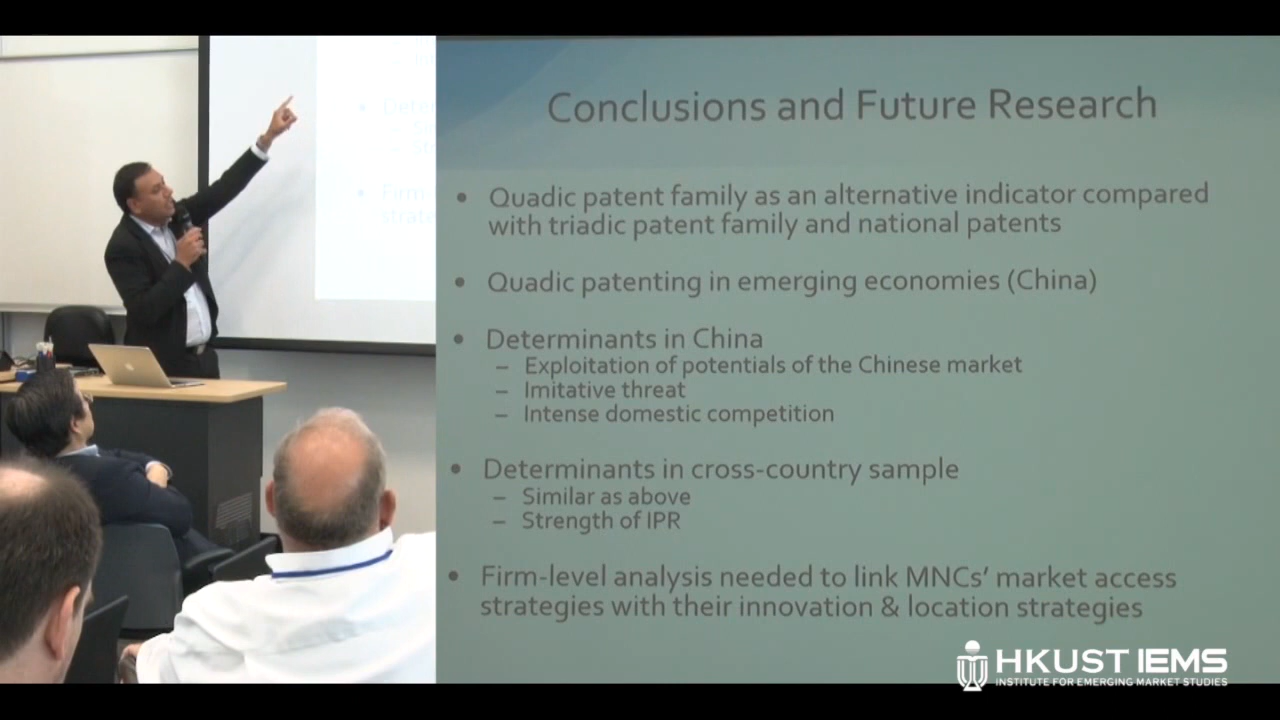 Conclusions and Future Research
• Quadic patent family as an alternative indicator compared
with triadic patent family and national patents
• Quadic patenting in emerging economies (China)
• Determinants in China
– Exploitation of potentials of the Chinese market
– Imitative threat
– Intense domestic competition
• Determinants in cross-country sample
– Similar as above
– Strength of IPR
• Firm-level analysis needed to link MNCs' market access
strategies with their innovation & location strategies
HKUST IEMS
INSTITUTE FOR EMERGING MARKET STUDIES